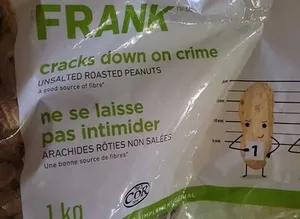 FRANK
cracks down on crime
UNSALTED ROASTED PEANUTS
a good source of fibre*
ne se laisse
pas intimider
ARACHIDES RÔTIES NON SALÉES
Une bonne source de fibres*
1 kg
COR
1